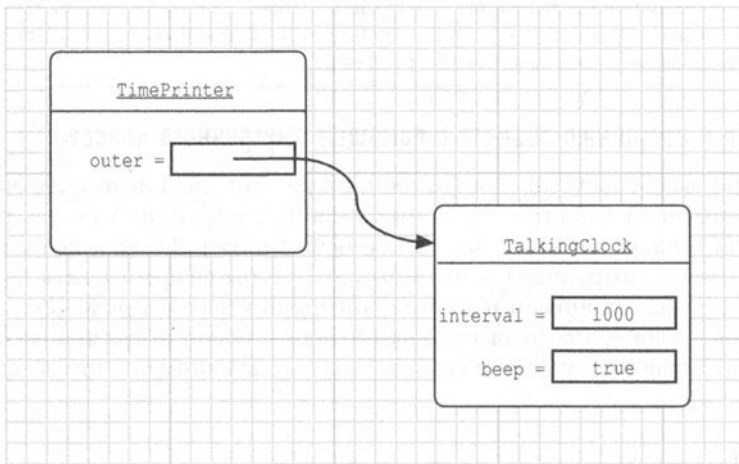 TimePrinter
outer =
TalkingClock
interval = 1000
beep = true